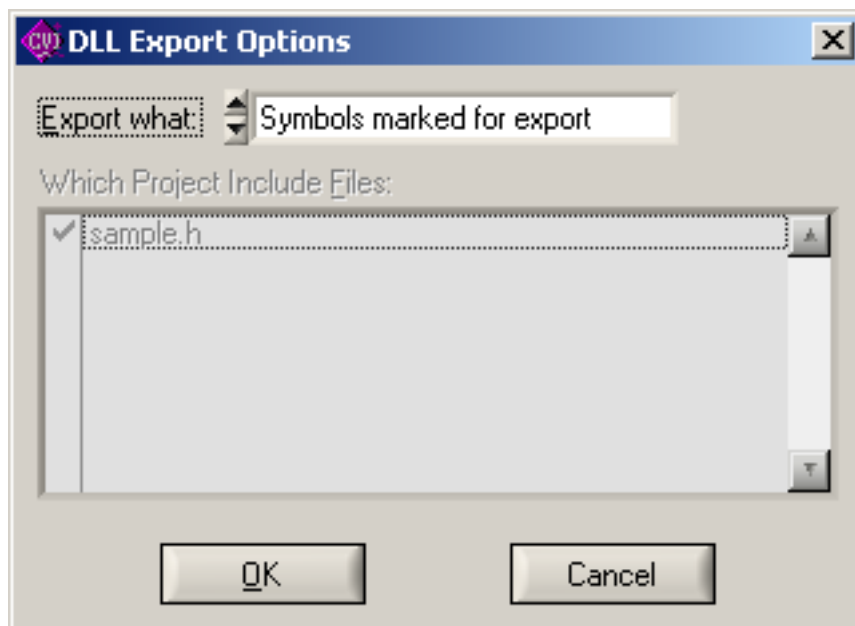 CVI DLL Export Options
Export what: Symbols marked for export
Which Project Include Files:
sample.h
OK Cancel